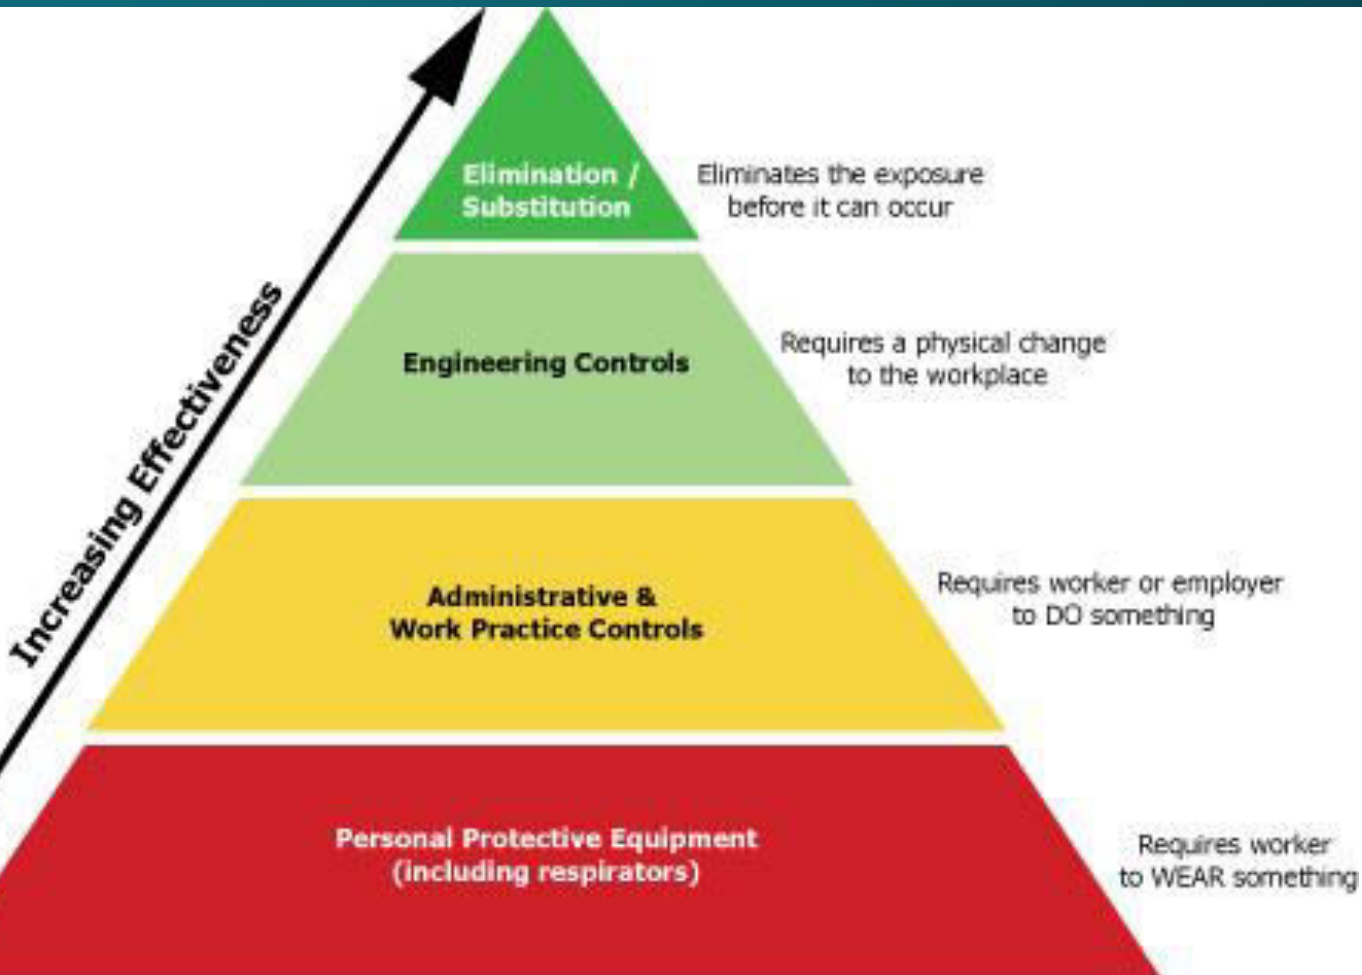 Increasing Effectiveness
Elimination /
Substitution
Eliminates the exposure
before it can occur
Engineering Controls
Requires a physical change
to the workplace
Administrative &
Work Practice Controls
Requires worker or employer
to DO something
Personal Protective Equipment
(including respirators)
Requires worker
to WEAR something